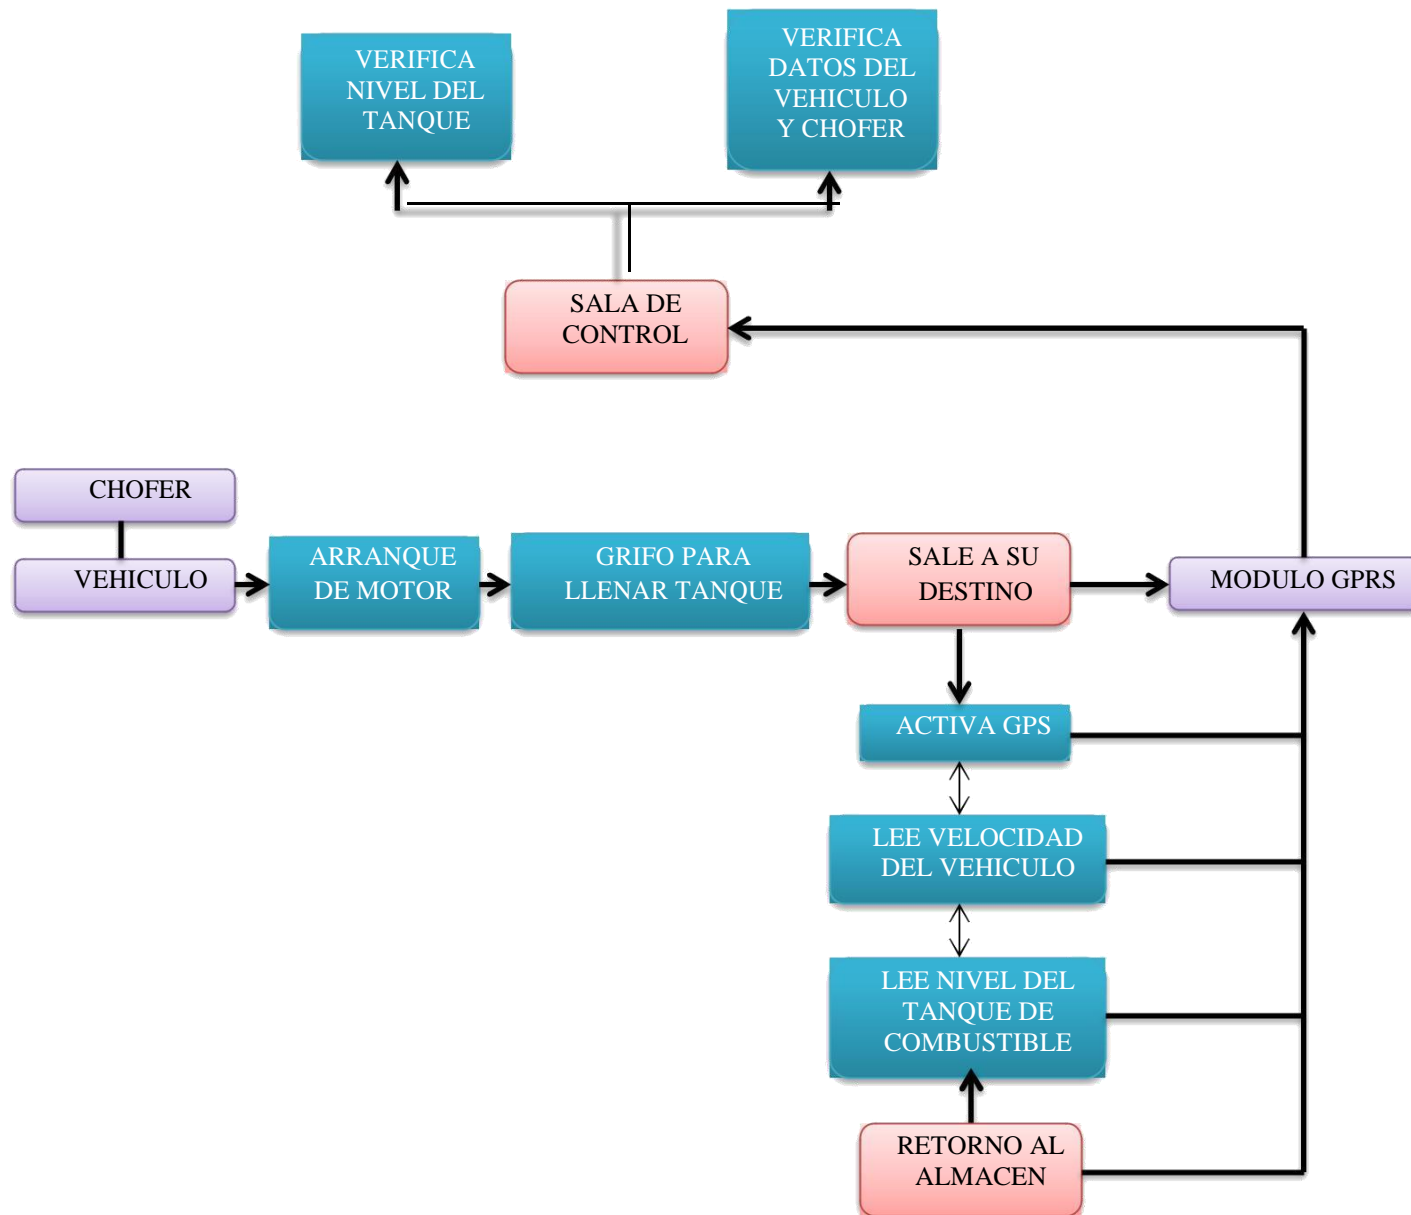 VERIFICA
NIVEL DEL
TANQUE
VERIFICA
DATOS DEL
VEHICULO
Y CHOFER
SALA DE
CONTROL
CHOFER
VEHICULO
ARRANQUE
DE MOTOR
GRIFO PARA
LLENAR TANQUE
SALE A SU
DESTINO
MODULO GPRS
ACTIVA GPS
LEE VELOCIDAD
DEL VEHICULO
LEE NIVEL DEL
TANQUE DE
COMBUSTIBLE
RETORNO AL
ALMACEN